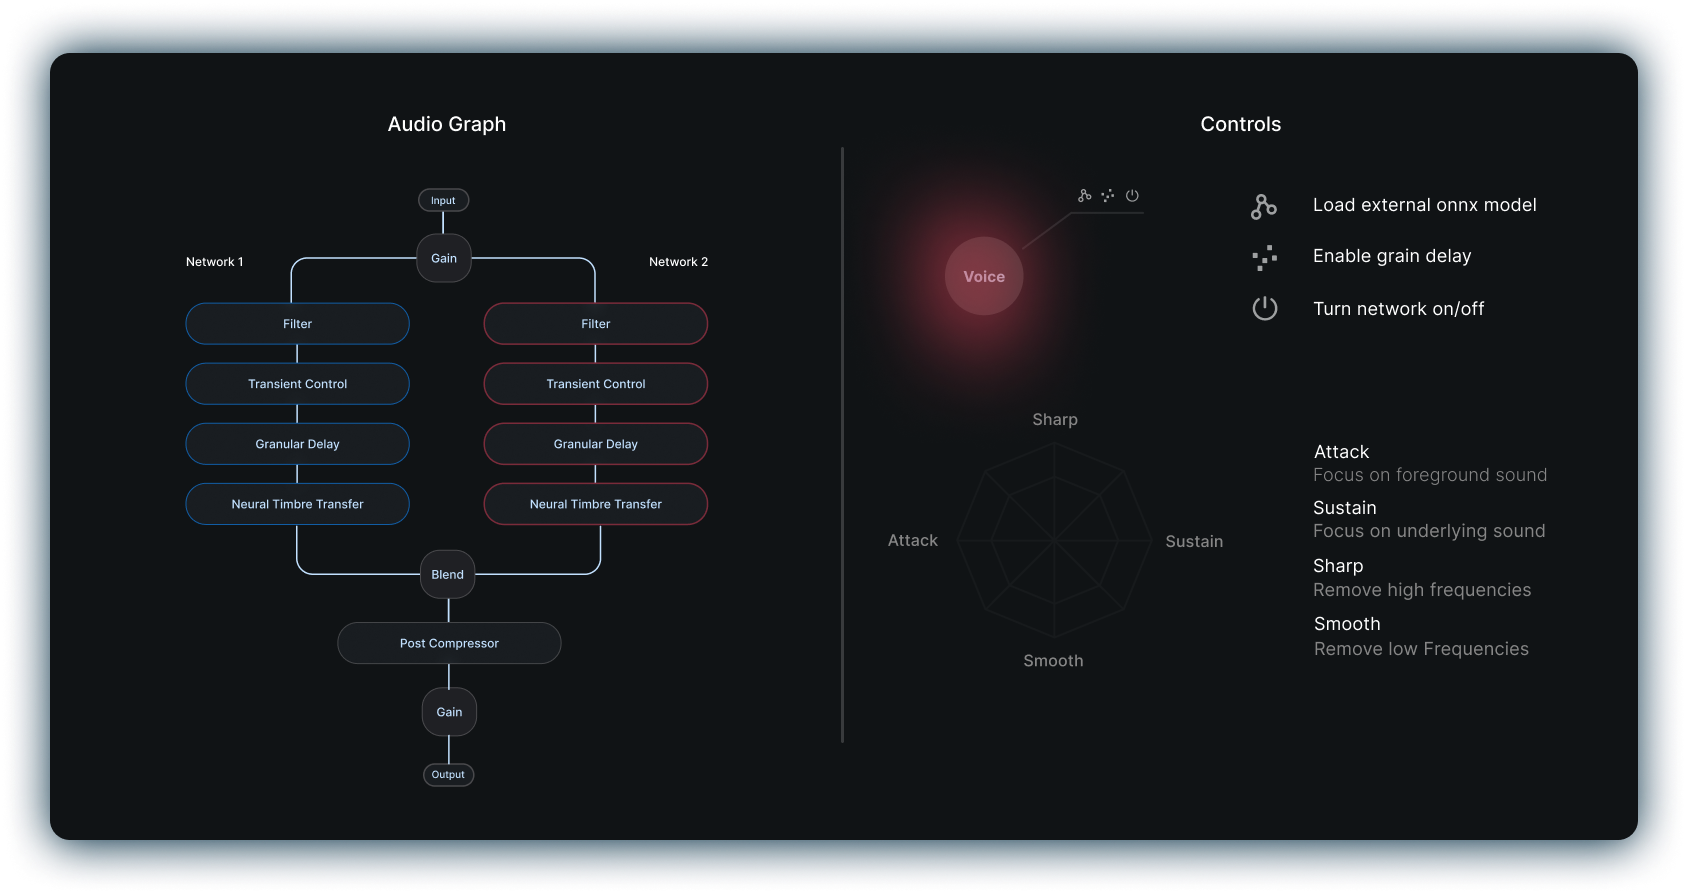 Audio Graph
Input
Gain
Network 1
Network 2
Filter
Filter
Transient Control
Transient Control
Granular Delay
Granular Delay
Neural Timbre Transfer
Neural Timbre Transfer
Blend
Post Compressor
Gain
Output
Controls
Voice
Load external onnx model
Enable grain delay
Turn network on/off
Sharp
Attack
Sustain
Smooth
Attack
Focus on foreground sound
Sustain
Focus on underlying sound
Sharp
Remove high frequencies
Smooth
Remove low Frequencies